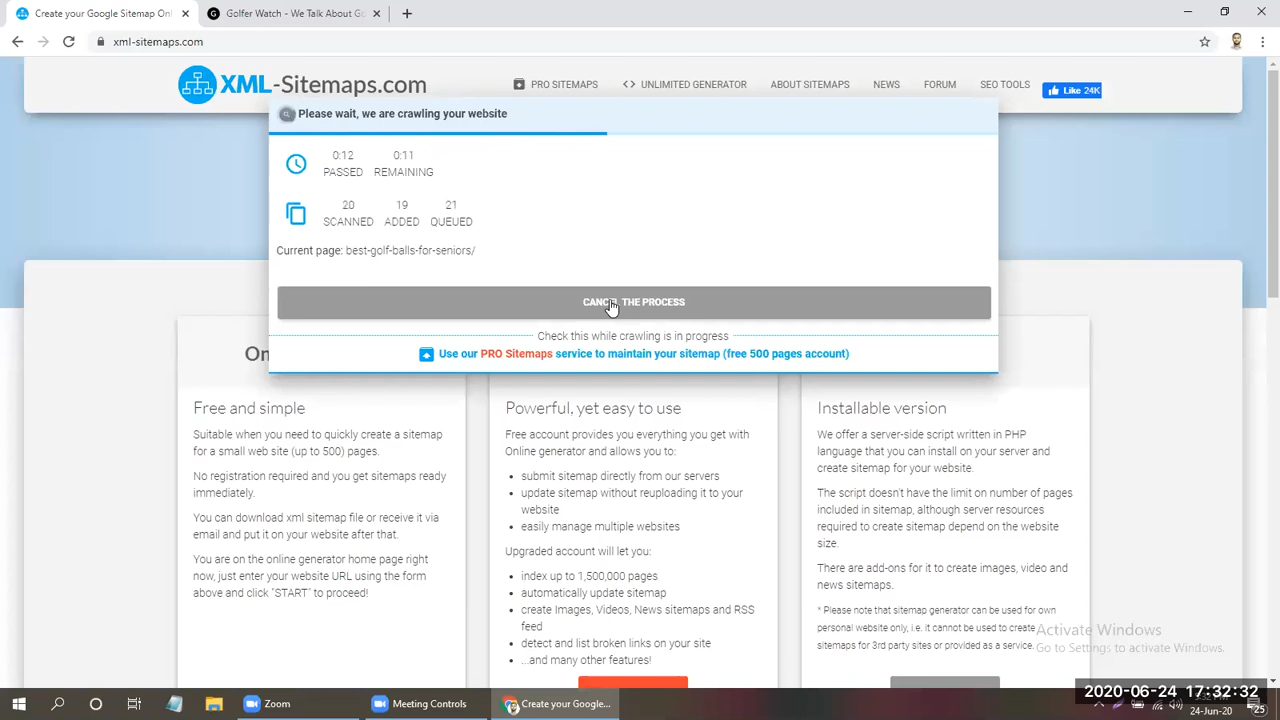 Create your Google Sitemap Onl
Golfer Watch - We Talk About Go
xml-sitemaps.com
XML-Sitemaps.com
PRO SITEMAPS
UNLIMITED GENERATOR
ABOUT SITEMAPS
NEWS
FORUM
SEO TOOLS
Like 24K
Please wait, we are crawling your website
0:12 0:11
PASSED REMAINING
20 19 21
SCANNED ADDED QUEUED
Current page: best-golf-balls-for-seniors/
CANCEL THE PROCESS
Check this while crawling is in progress
Use our PRO Sitemaps service to maintain your sitemap (free 500 pages account)
On
Free and simple
Suitable when you need to quickly create a sitemap
for a small web site (up to 500) pages.
No registration required and you get sitemaps ready
immediately.
You can download xml sitemap file or receive it via
email and put it on your website after that.
You are on the online generator home page right
now, just enter your website URL using the form
above and click "START" to proceed!
Powerful, yet easy to use
Free account provides you everything you get with
Online generator and allows you to:
• submit sitemap directly from our servers
• update sitemap without reuploading it to your
website
• easily manage multiple websites
Upgraded account will let you:
• index up to 1,500,000 pages
• automatically update sitemap
• create Images, Videos, News sitemaps and RSS
feed
• detect and list broken links on your site
• ...and many other features!
Installable version
We offer a server-side script written in PHP
language that you can install on your server and
create sitemap for your website.
The script doesn't have the limit on number of pages
included in sitemap, although server resources
required to create sitemap depend on the website
size.
There are add-ons for it to create images, video and
news sitemaps.
* Please note that sitemap generator can be used for own
personal website only, i.e. it cannot be used to create
sitemaps for 3rd party sites or provided as a service.
Activate Windows
Go to Settings to activate Windows.
Zoom
Meeting Controls
Create your Google...
2020-06-24 17:32:32
24-Jun-20
25